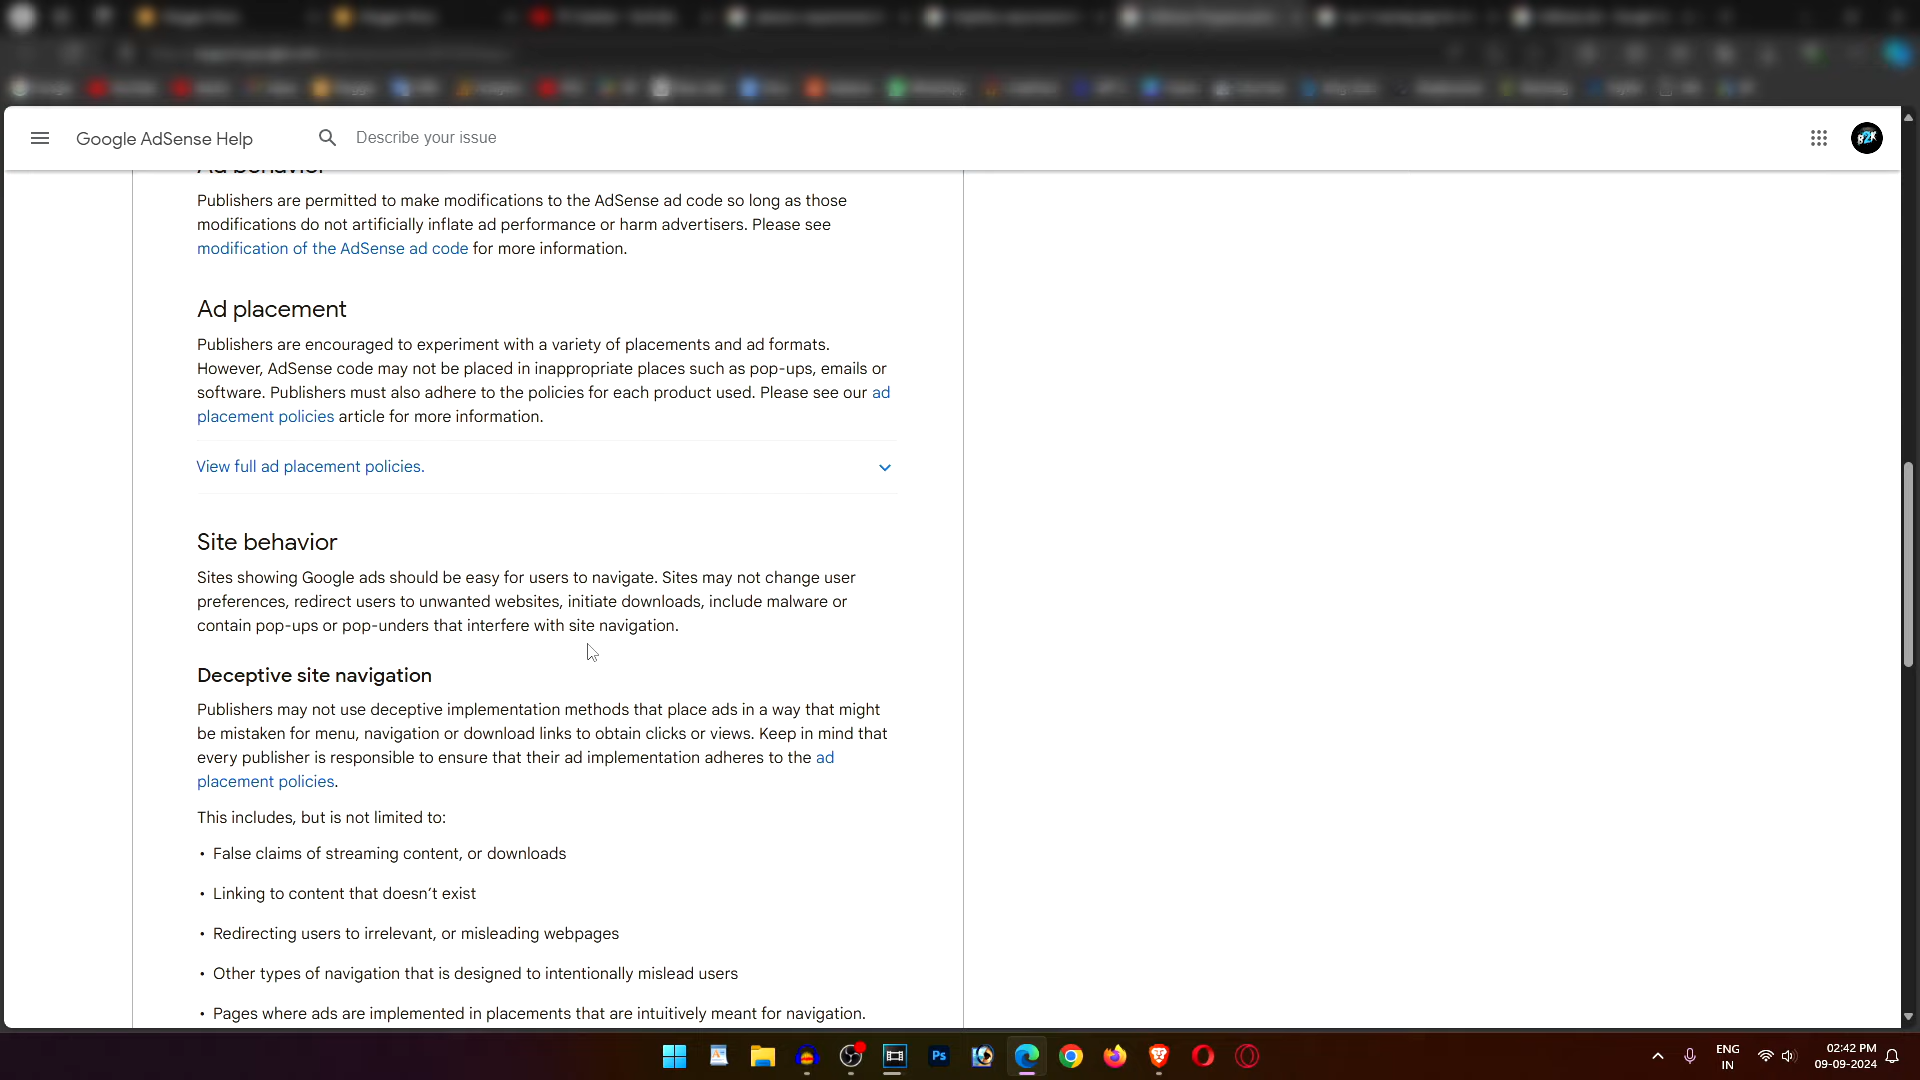 Google AdSense Help
Describe your issue
B2K
Ad behavior
Publishers are permitted to make modifications to the AdSense ad code so long as those
modifications do not artificially inflate ad performance or harm advertisers. Please see
modification of the AdSense ad code for more information.
Ad placement
Publishers are encouraged to experiment with a variety of placements and ad formats.
However, AdSense code may not be placed in inappropriate places such as pop-ups, emails or
software. Publishers must also adhere to the policies for each product used. Please see our ad
placement policies article for more information.
View full ad placement policies.
Site behavior
Sites showing Google ads should be easy for users to navigate. Sites may not change user
preferences, redirect users to unwanted websites, initiate downloads, include malware or
contain pop-ups or pop-unders that interfere with site navigation.
Deceptive site navigation
Publishers may not use deceptive implementation methods that place ads in a way that might
be mistaken for menu, navigation or download links to obtain clicks or views. Keep in mind that
every publisher is responsible to ensure that their ad implementation adheres to the ad
placement policies.
This includes, but is not limited to:
• False claims of streaming content, or downloads
• Linking to content that doesn't exist
• Redirecting users to irrelevant, or misleading webpages
• Other types of navigation that is designed to intentionally mislead users
• Pages where ads are implemented in placements that are intuitively meant for navigation.
Ps
ENG
IN
02:42 PM
09-09-2024